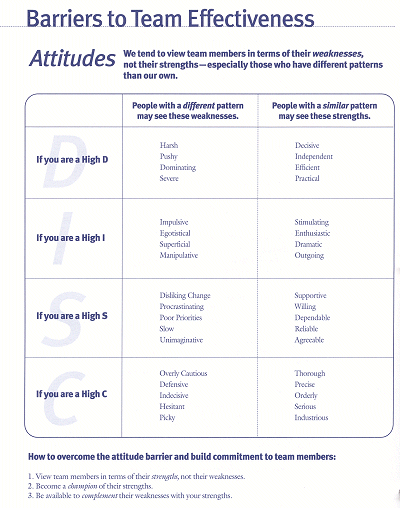 Barriers to Team Effectiveness
Attitudes
We tend to view team members in terms of their weaknesses,
not their strengths—especially those who have different patterns
than our own.
People with a different pattern
may see these weaknesses.
People with a similar pattern
may see these strengths.
D
If you are a High D
Harsh
Pushy
Dominating
Severe
Decisive
Independent
Efficient
Practical
I
If you are a High I
Impulsive
Egotistical
Superficial
Manipulative
Stimulating
Enthusiastic
Dramatic
Outgoing
S
If you are a High S
Disliking Change
Procrastinating
Poor Priorities
Slow
Unimaginative
Supportive
Willing
Dependable
Reliable
Agreeable
C
If you are a High C
Overly Cautious
Defensive
Indecisive
Hesitant
Picky
Thorough
Precise
Orderly
Serious
Industrious
How to overcome the attitude barrier and build commitment to team members:
1. View team members in terms of their strengths, not their weaknesses.
2. Become a champion of their strengths.
3. Be available to complement their weaknesses with your strengths.